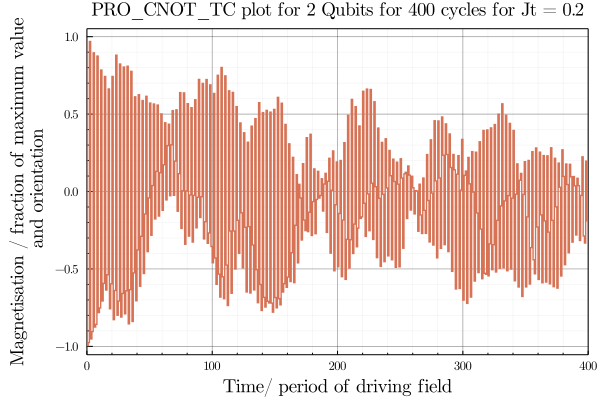 PRO_CNOT_TC plot for 2 Qubits for 400 cycles for Jt = 0.2
Magnetisation / fraction of maximum value
and orientation
1.0
0.5
0.0
−0.5
−1.0
0
100
200
300
400
Time/ period of driving field